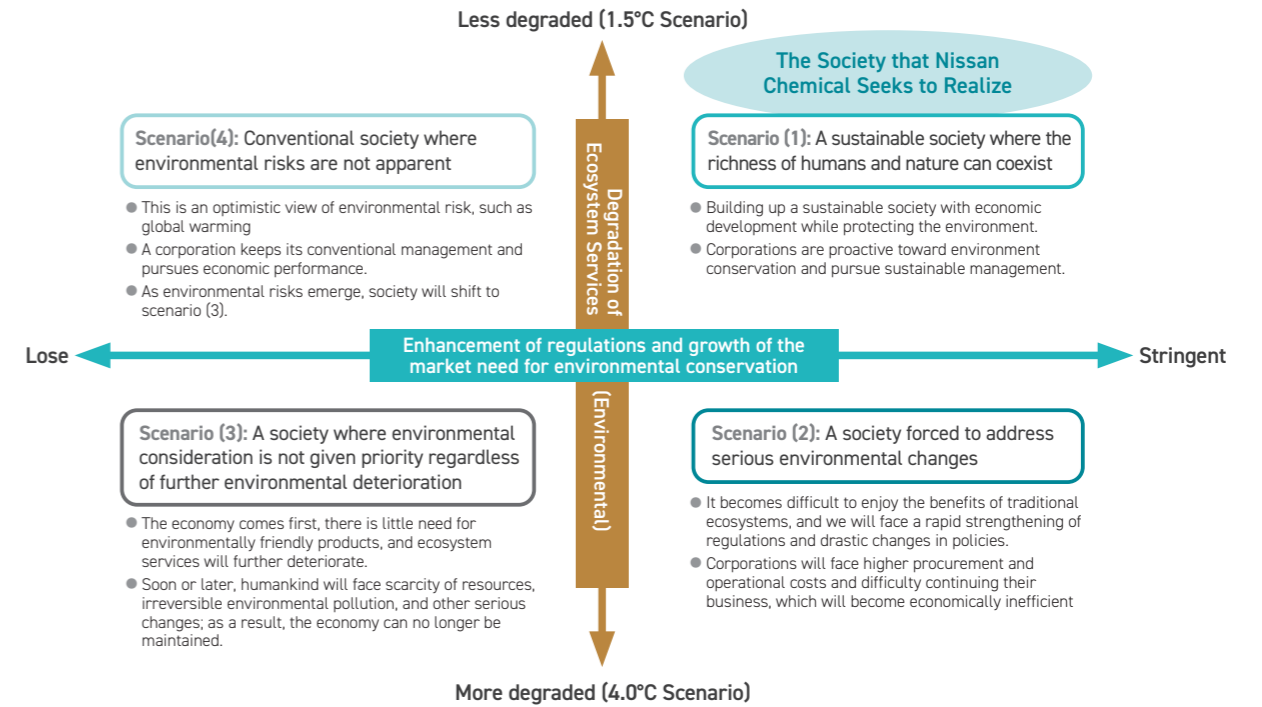 Less degraded (1.5°C Scenario)
The Society that Nissan
Chemical Seeks to Realize
Scenario(4): Conventional society where
environmental risks are not apparent
This is an optimistic view of environmental risk, such as
global warming
A corporation keeps its conventional management and
pursues economic performance.
As environmental risks emerge, society will shift to
scenario (3).
Degradation of
Ecosystem Services
(Environmental)
Scenario (1): A sustainable society where the
richness of humans and nature can coexist
Building up a sustainable society with economic
development while protecting the environment.
Corporations are proactive toward environment
conservation and pursue sustainable management.
Lose
Enhancement of regulations and growth of the
market need for environmental conservation
Stringent
Scenario (3): A society where environmental
consideration is not given priority regardless
of further environmental deterioration
The economy comes first, there is little need for
environmentally friendly products, and ecosystem
services will further deteriorate.
Soon or later, humankind will face scarcity of resources,
irreversible environmental pollution, and other serious
changes; as a result, the economy can no longer be
maintained.
Scenario (2): A society forced to address
serious environmental changes
It becomes difficult to enjoy the benefits of traditional
ecosystems, and we will face a rapid strengthening of
regulations and drastic changes in policies.
Corporations will face higher procurement and
operational costs and difficulty continuing their
business, which will become economically inefficient
More degraded (4.0°C Scenario)